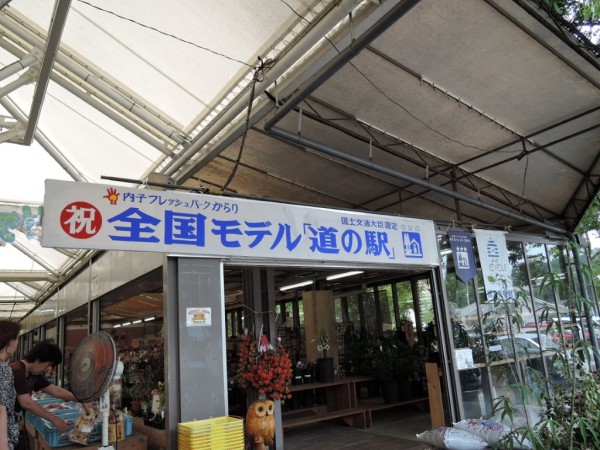 内子フレッシュパークからり
祝
全国モデル「道の駅」
国土交通大臣選定